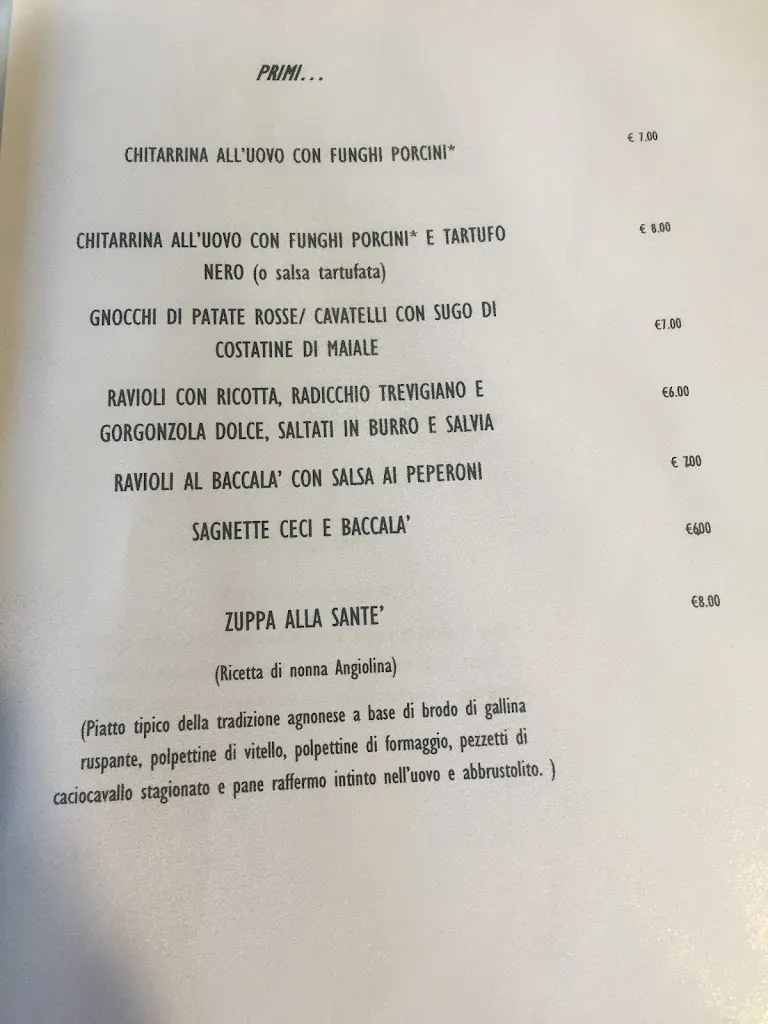 PRIMI...
CHITARRINA ALL'UOVO CON FUNGHI PORCINI* € 7.00
CHITARRINA ALL'UOVO CON FUNGHI PORCINI* E TARTUFO € 8.00
NERO (o salsa tartufata)
GNOCCHI DI PATATE ROSSE/ CAVATELLI CON SUGO DI €7.00
COSTATINE DI MAIALE
RAVIOLI CON RICOTTA, RADICCHIO TREVIGIANO E €6.00
GORGONZOLA DOLCE, SALTATI IN BURRO E SALVIA
RAVIOLI AL BACCALA' CON SALSA AI PEPERONI € 7.00
SAGNETTE CECI E BACCALA' €6.00
ZUPPA ALLA SANTE' €8.00
(Ricetta di nonna Angiolina)
(Piatto tipico della tradizione agnonese a base di brodo di gallina
ruspante, polpettine di vitello, polpettine di formaggio, pezzetti di
caciocavallo stagionato e pane raffermo intinto nell'uovo e abbrustolito. )